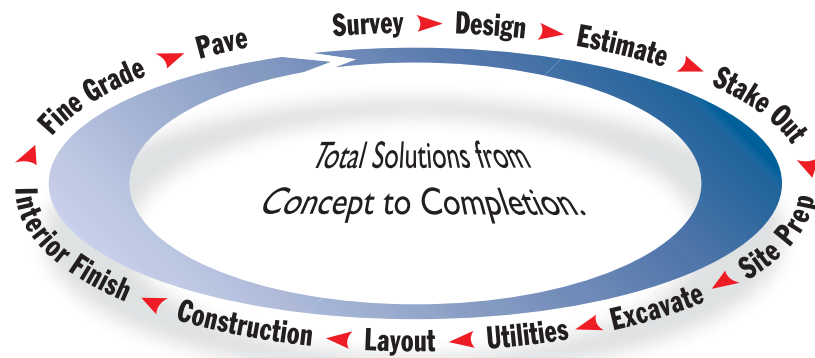 Survey
Design
Estimate
Stake Out
Site Prep
Excavate
Utilities
Layout
Construction
Interior Finish
Fine Grade
Pave
Total Solutions from
Concept to Completion.